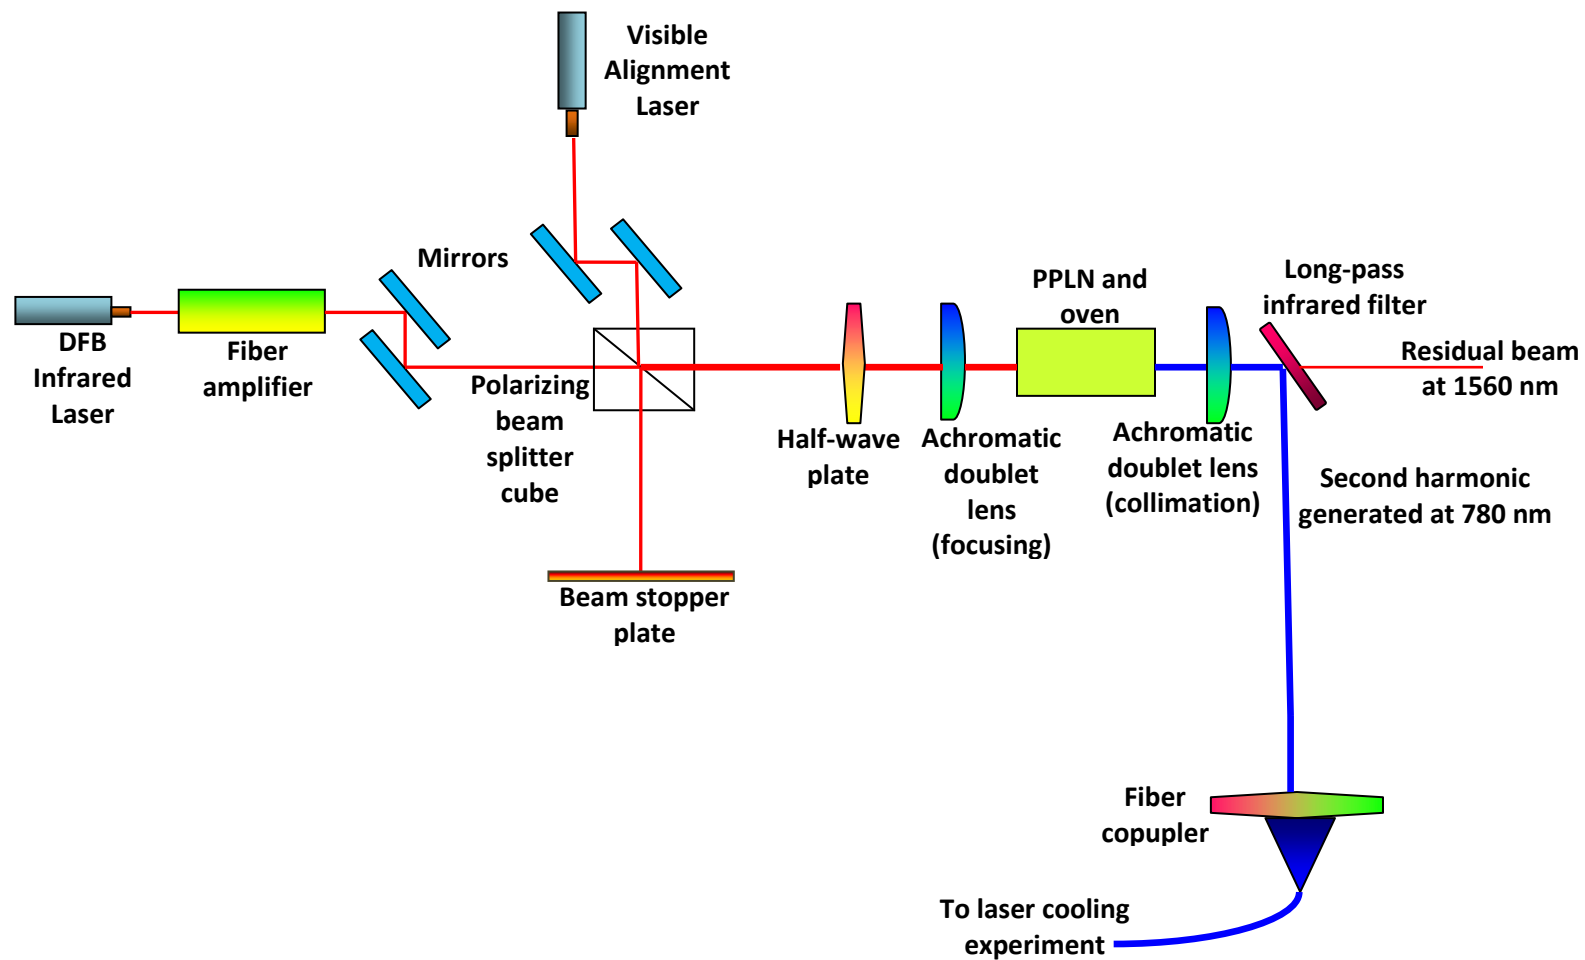 Visible
Alignment
Laser
Mirrors
DFB
Infrared
Laser
Fiber
amplifier
Polarizing
beam
splitter
cube
Beam stopper
plate
Half-wave
plate
Achromatic
doublet
lens
(focusing)
PPLN and
oven
Achromatic
doublet lens
(collimation)
Long-pass
infrared filter
Residual beam
at 1560 nm
Second harmonic
generated at 780 nm
Fiber
copupler
To laser cooling
experiment